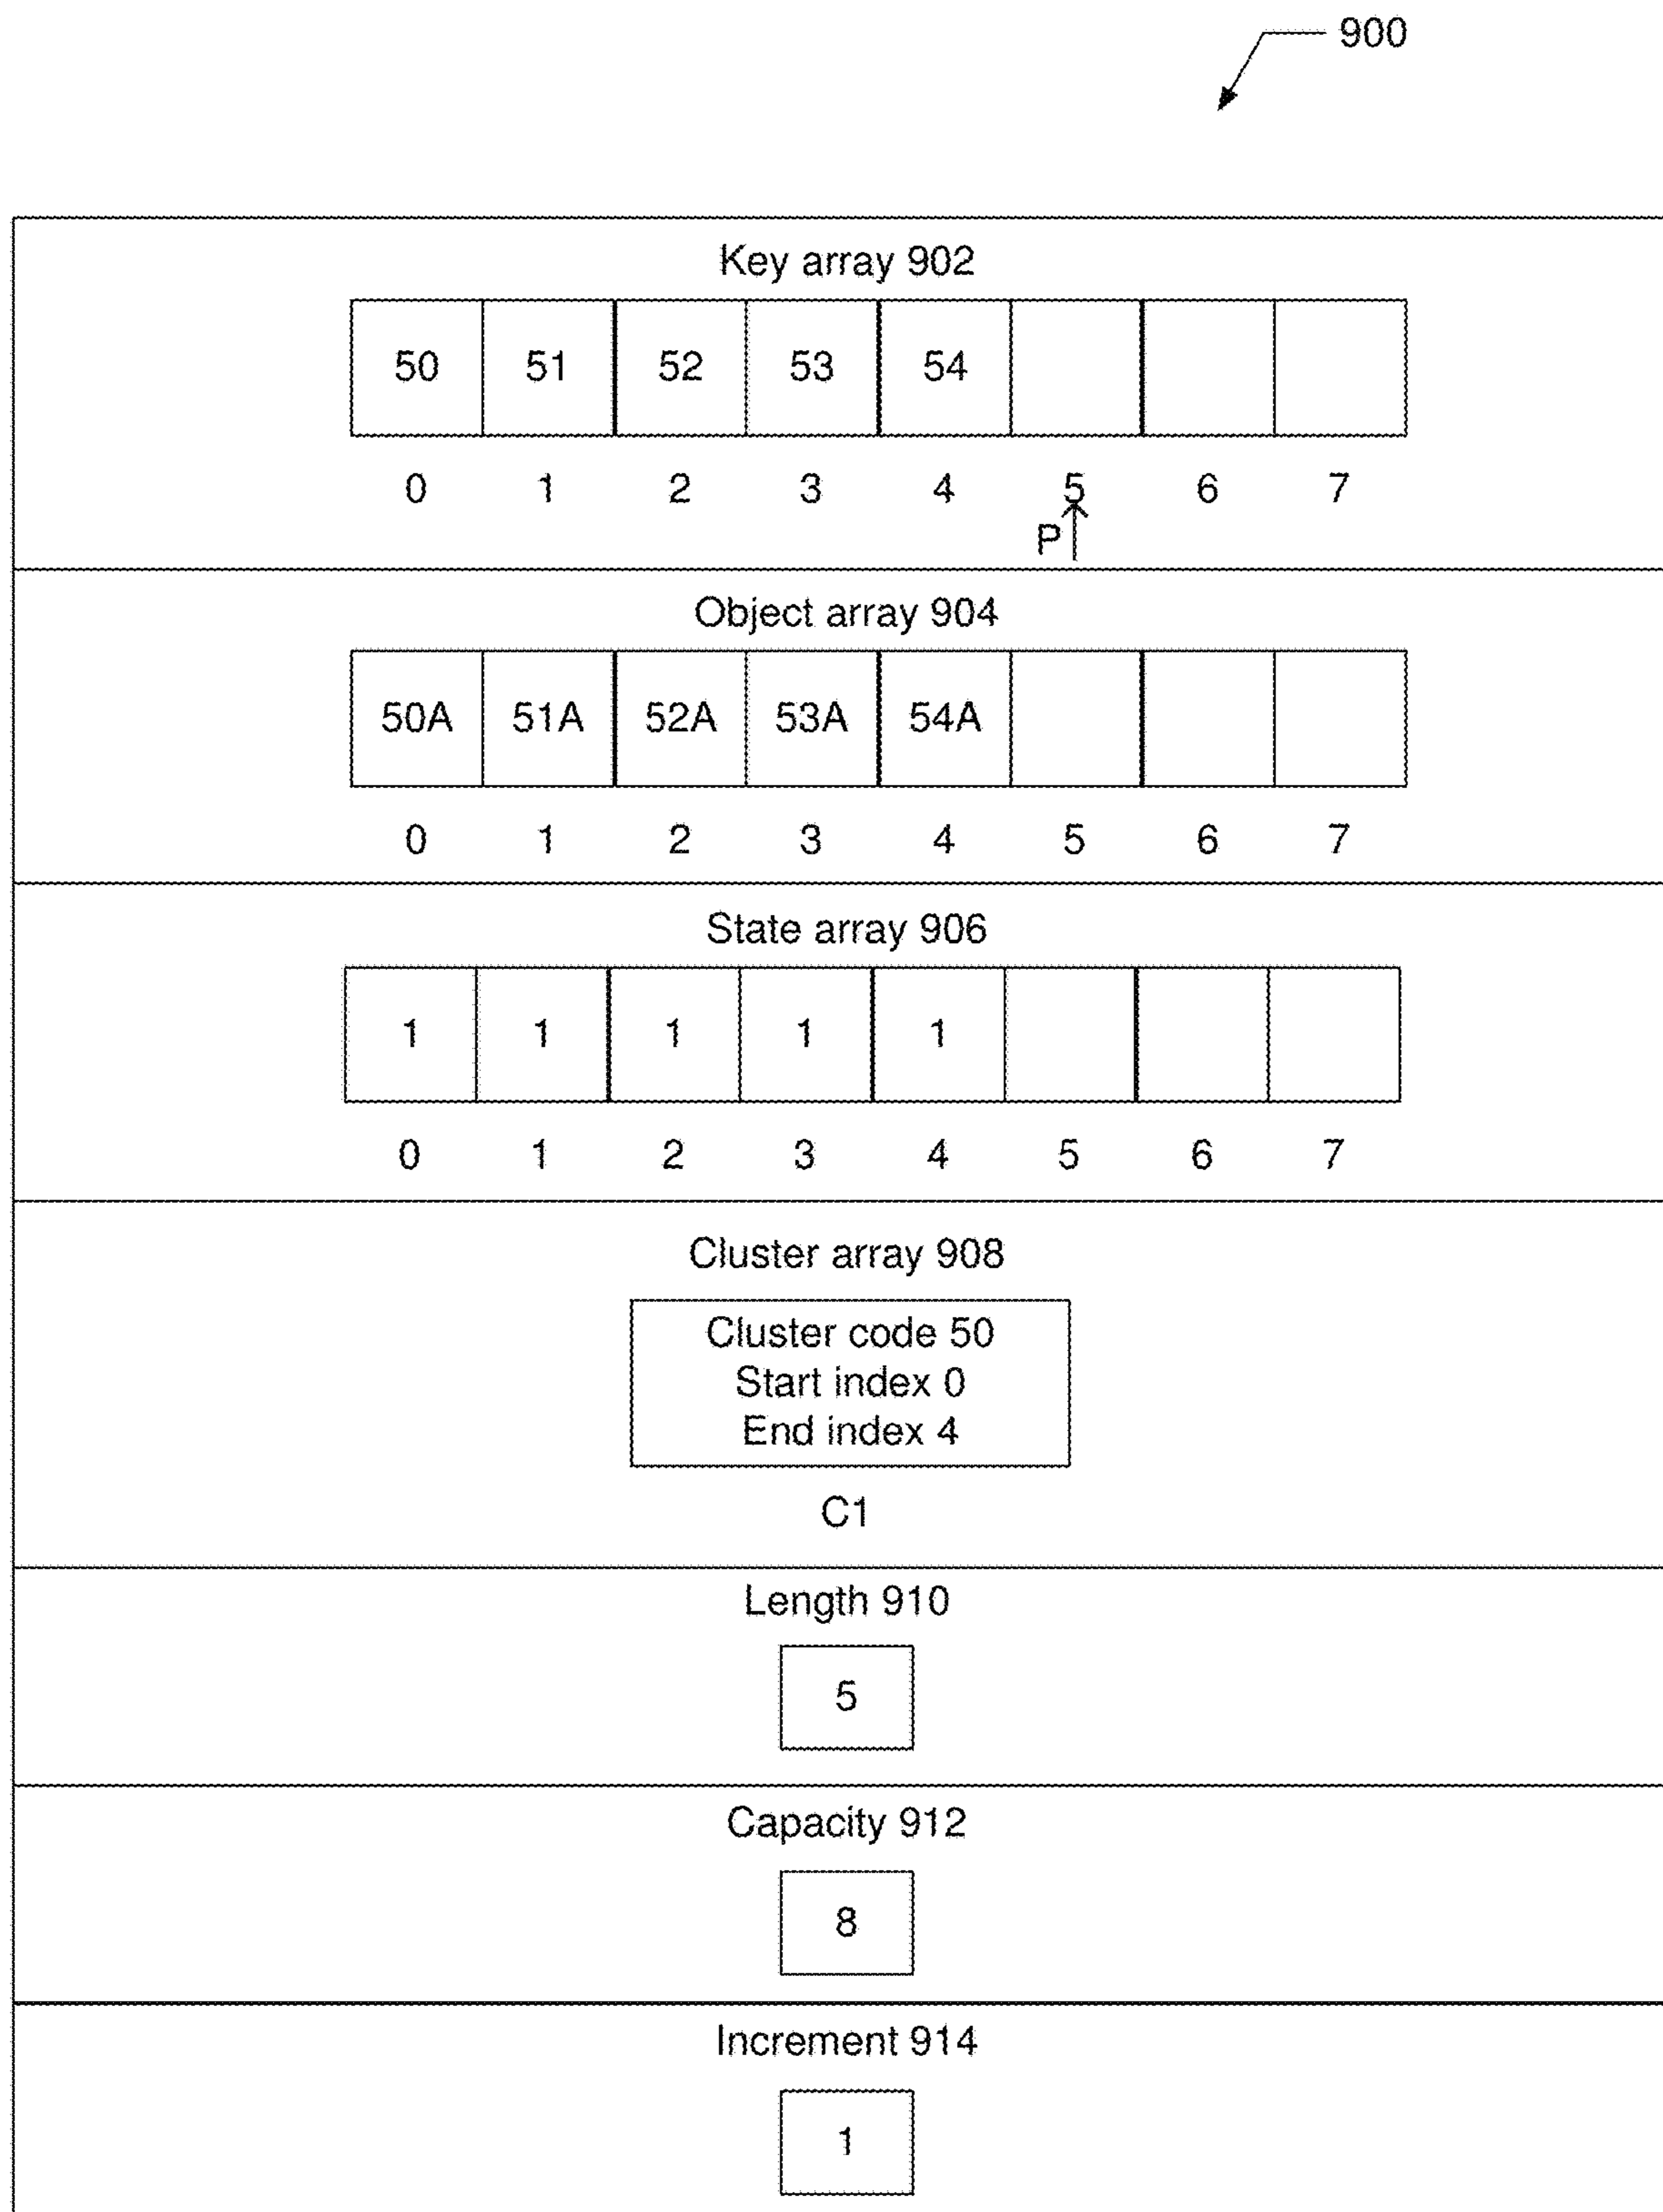 900
Key array 902
50 51 52 53 54
0 1 2 3 4 5 6 7
P
Object array 904
50A 51A 52A 53A 54A
0 1 2 3 4 5 6 7
State array 906
1 1 1 1 1
0 1 2 3 4 5 6 7
Cluster array 908
Cluster code 50
Start index 0
End index 4
C1
Length 910
5
Capacity 912
8
Increment 914
1